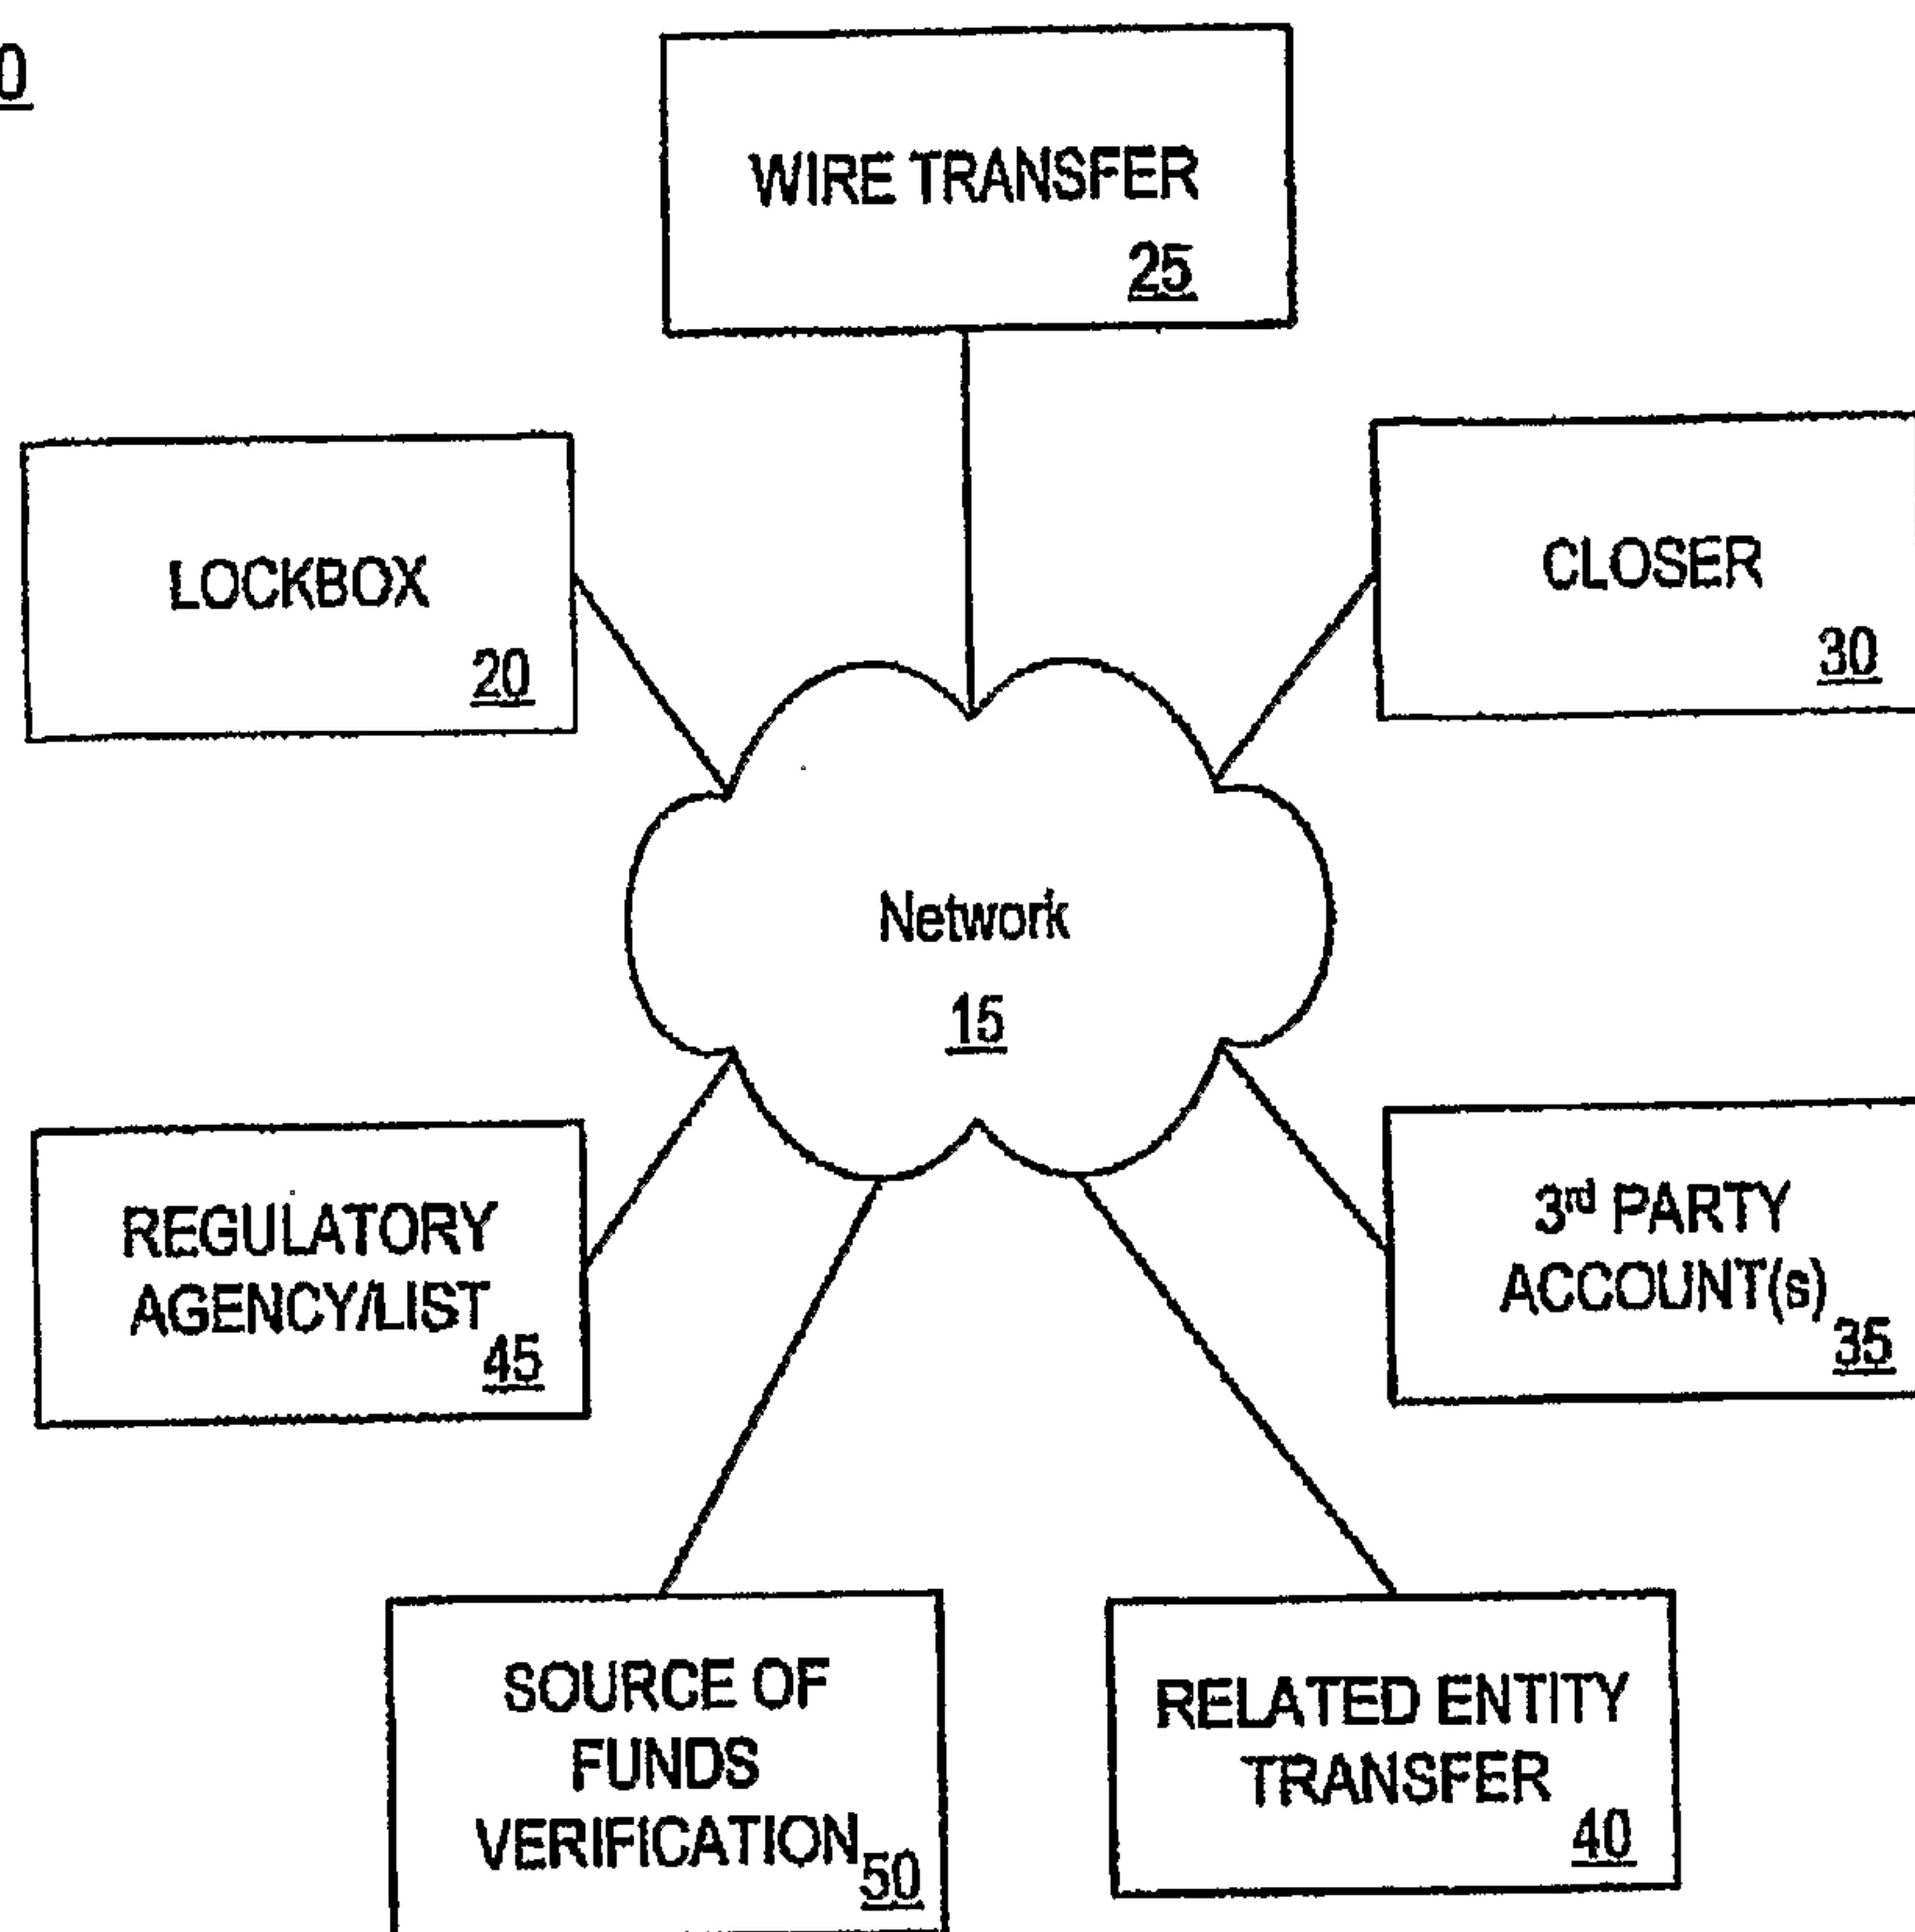 0
WIRE TRANSFER
25
LOCKBOX
20
CLOSER
30
Network
15
REGULATORY
AGENCY/LIST
45
3rd PARTY
ACCOUNT(s)
35
SOURCE OF
FUNDS
VERIFICATION
50
RELATED ENTITY
TRANSFER
40